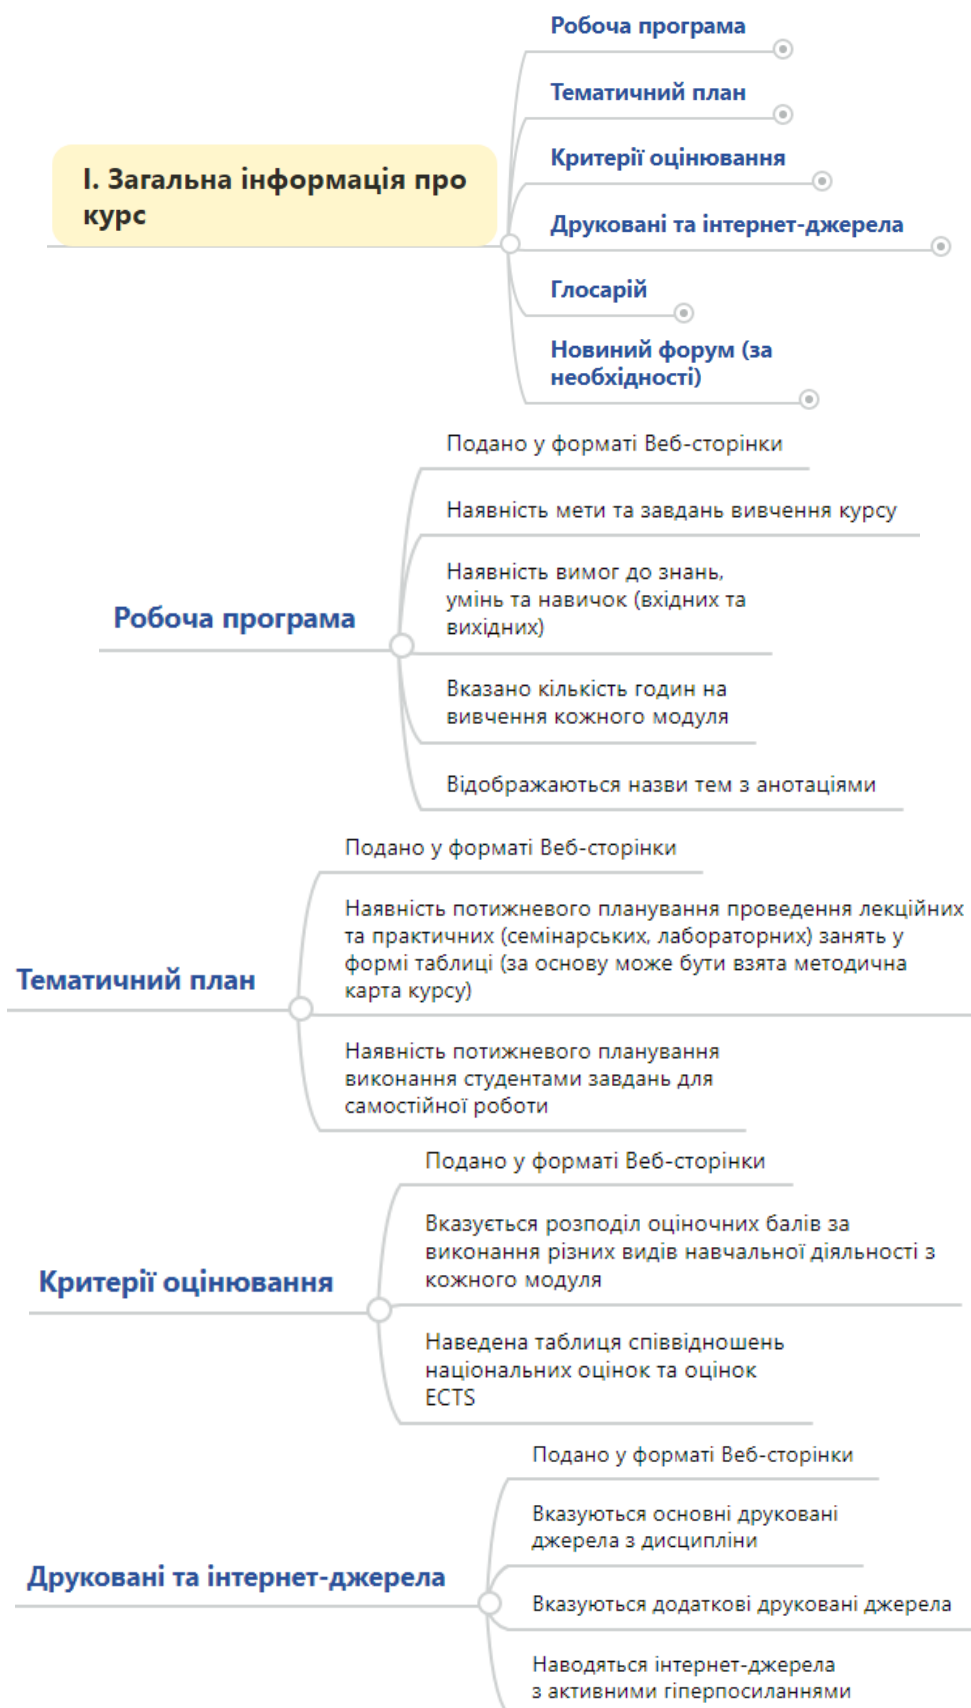 Робоча програма
Тематичний план
І. Загальна інформація про
курс
Критерії оцінювання
Друковані та інтернет-джерела
Глосарій
Новиний форум (за
необхідності)
Подано у форматі Веб-сторінки
Наявність мети та завдань вивчення курсу
Наявність вимог до знань,
умінь та навичок (вхідних та
вихідних)
Робоча програма
Вказано кількість годин на
вивчення кожного модуля
Відображаються назви тем з анотаціями
Подано у форматі Веб-сторінки
Наявність потижневого планування проведення лекційних
та практичних (семінарських, лабораторних) занять у
формі таблиці (за основу може бути взята методична
карта курсу)
Тематичний план
Наявність потижневого планування
виконання студентами завдань для
самостійної роботи
Подано у форматі Веб-сторінки
Вказується розподіл оціночних балів за
виконання різних видів навчальної діяльності з
кожного модуля
Критерії оцінювання
Наведена таблиця співвідношень
національних оцінок та оцінок
ECTS
Подано у форматі Веб-сторінки
Вказуються основні друковані
джерела з дисципліни
Друковані та інтернет-джерела
Вказуються додаткові друковані джерела
Наводяться інтернет-джерела
з активними гіперпосиланнями